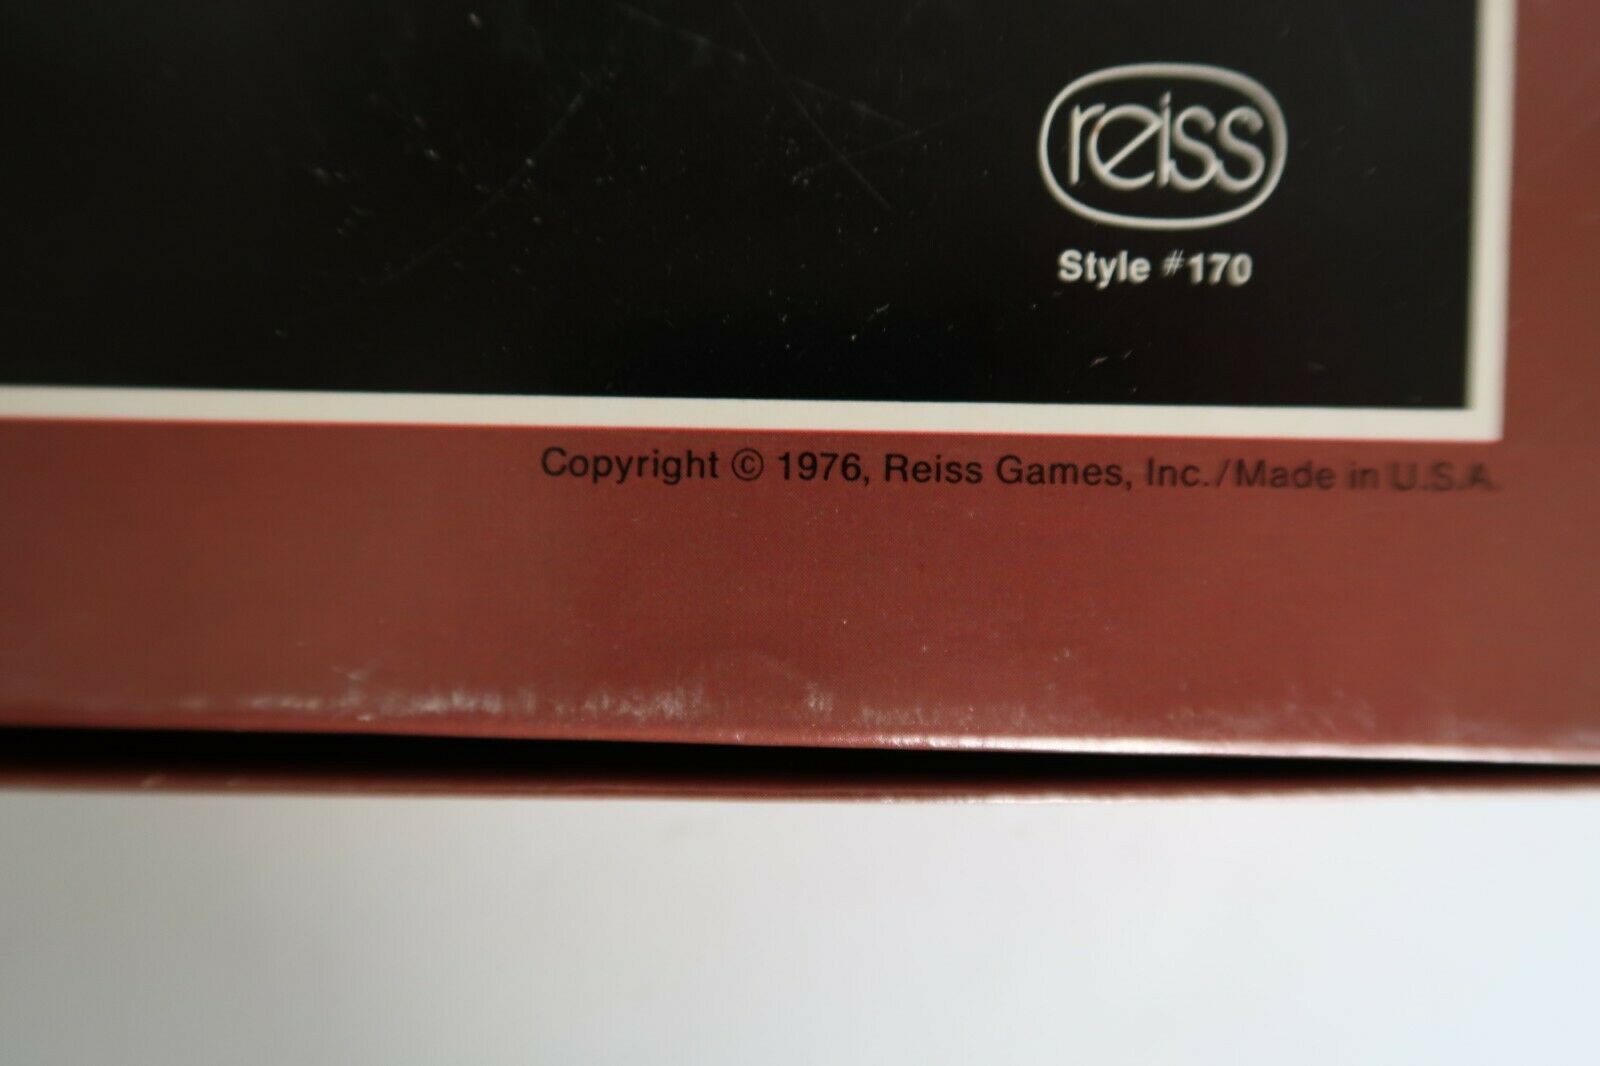 reiss
Style #170
Copyright © 1976, Reiss Games, Inc./Made in U.S.A.